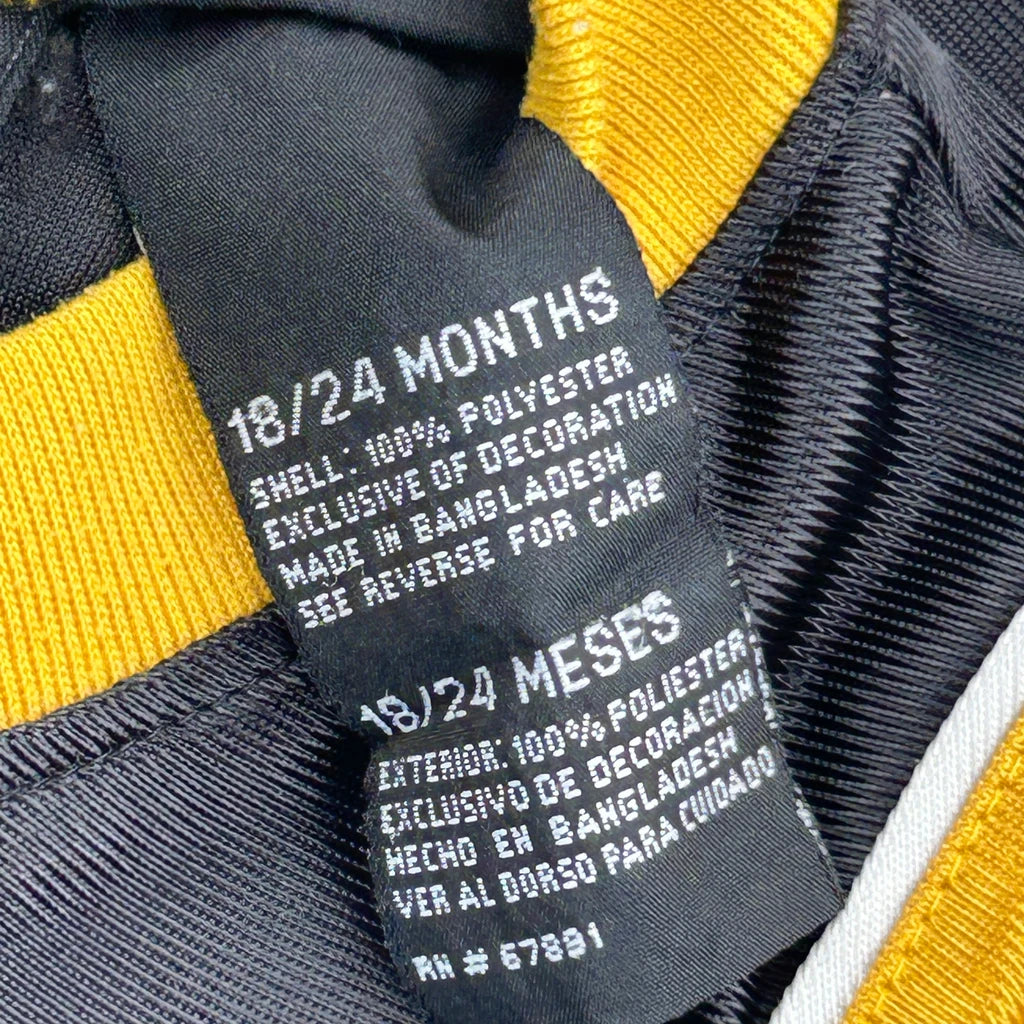 18/24 MONTHS
SHELL: 100% POLYESTER
EXCLUSIVE OF DECORATION
MADE IN BANGLADESH
SEE REVERSE FOR CARE
18/24 MESES
EXTERIOR: 100% POLIESTER
EXCLUSIVO DE DECORACION
HECHO EN BANGLADESH
VER AL DORSO PARA CUIDADO
RN #